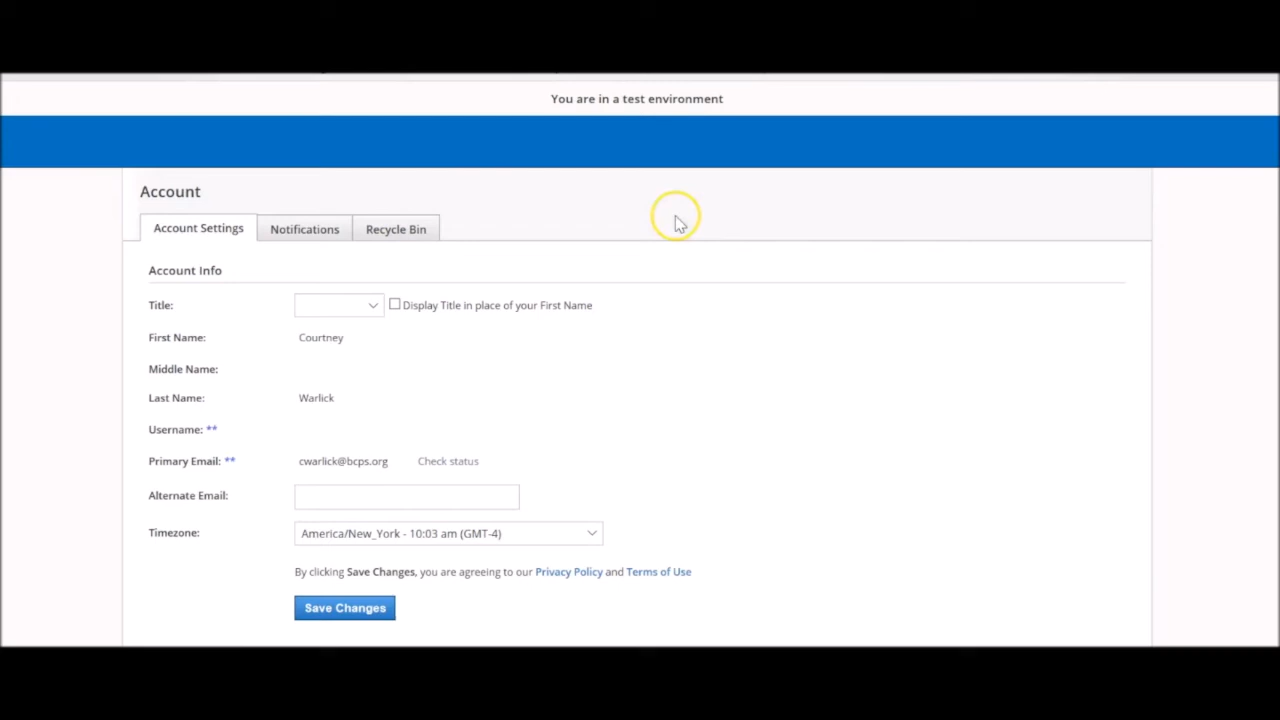 You are in a test environment
Account
Account Settings Notifications Recycle Bin
Account Info
Title: Display Title in place of your First Name
First Name: Courtney
Middle Name:
Last Name: Warlick
Username: **
Primary Email: ** cwarlick@bcps.org Check status
Alternate Email:
Timezone: America/New_York - 10:03 am (GMT-4)
By clicking Save Changes, you are agreeing to our Privacy Policy and Terms of Use
Save Changes